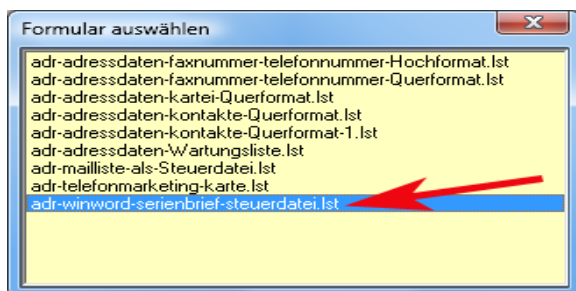 Formular auswählen
adr-adressdaten-faxnummer-telefonnummer-Hochformat.lst
adr-adressdaten-faxnummer-telefonnummer-Querformat.lst
adr-adressdaten-kartei-Querformat.lst
adr-adressdaten-kontakte-Querformat.lst
adr-adressdaten-kontakte-Querformat-1.lst
adr-adressdaten-Wartungsliste.lst
adr-mailliste-als-Steuerdatei.lst
adr-telefonmarketing-karte.lst
adr-winword-serienbrief-steuerdatei.lst